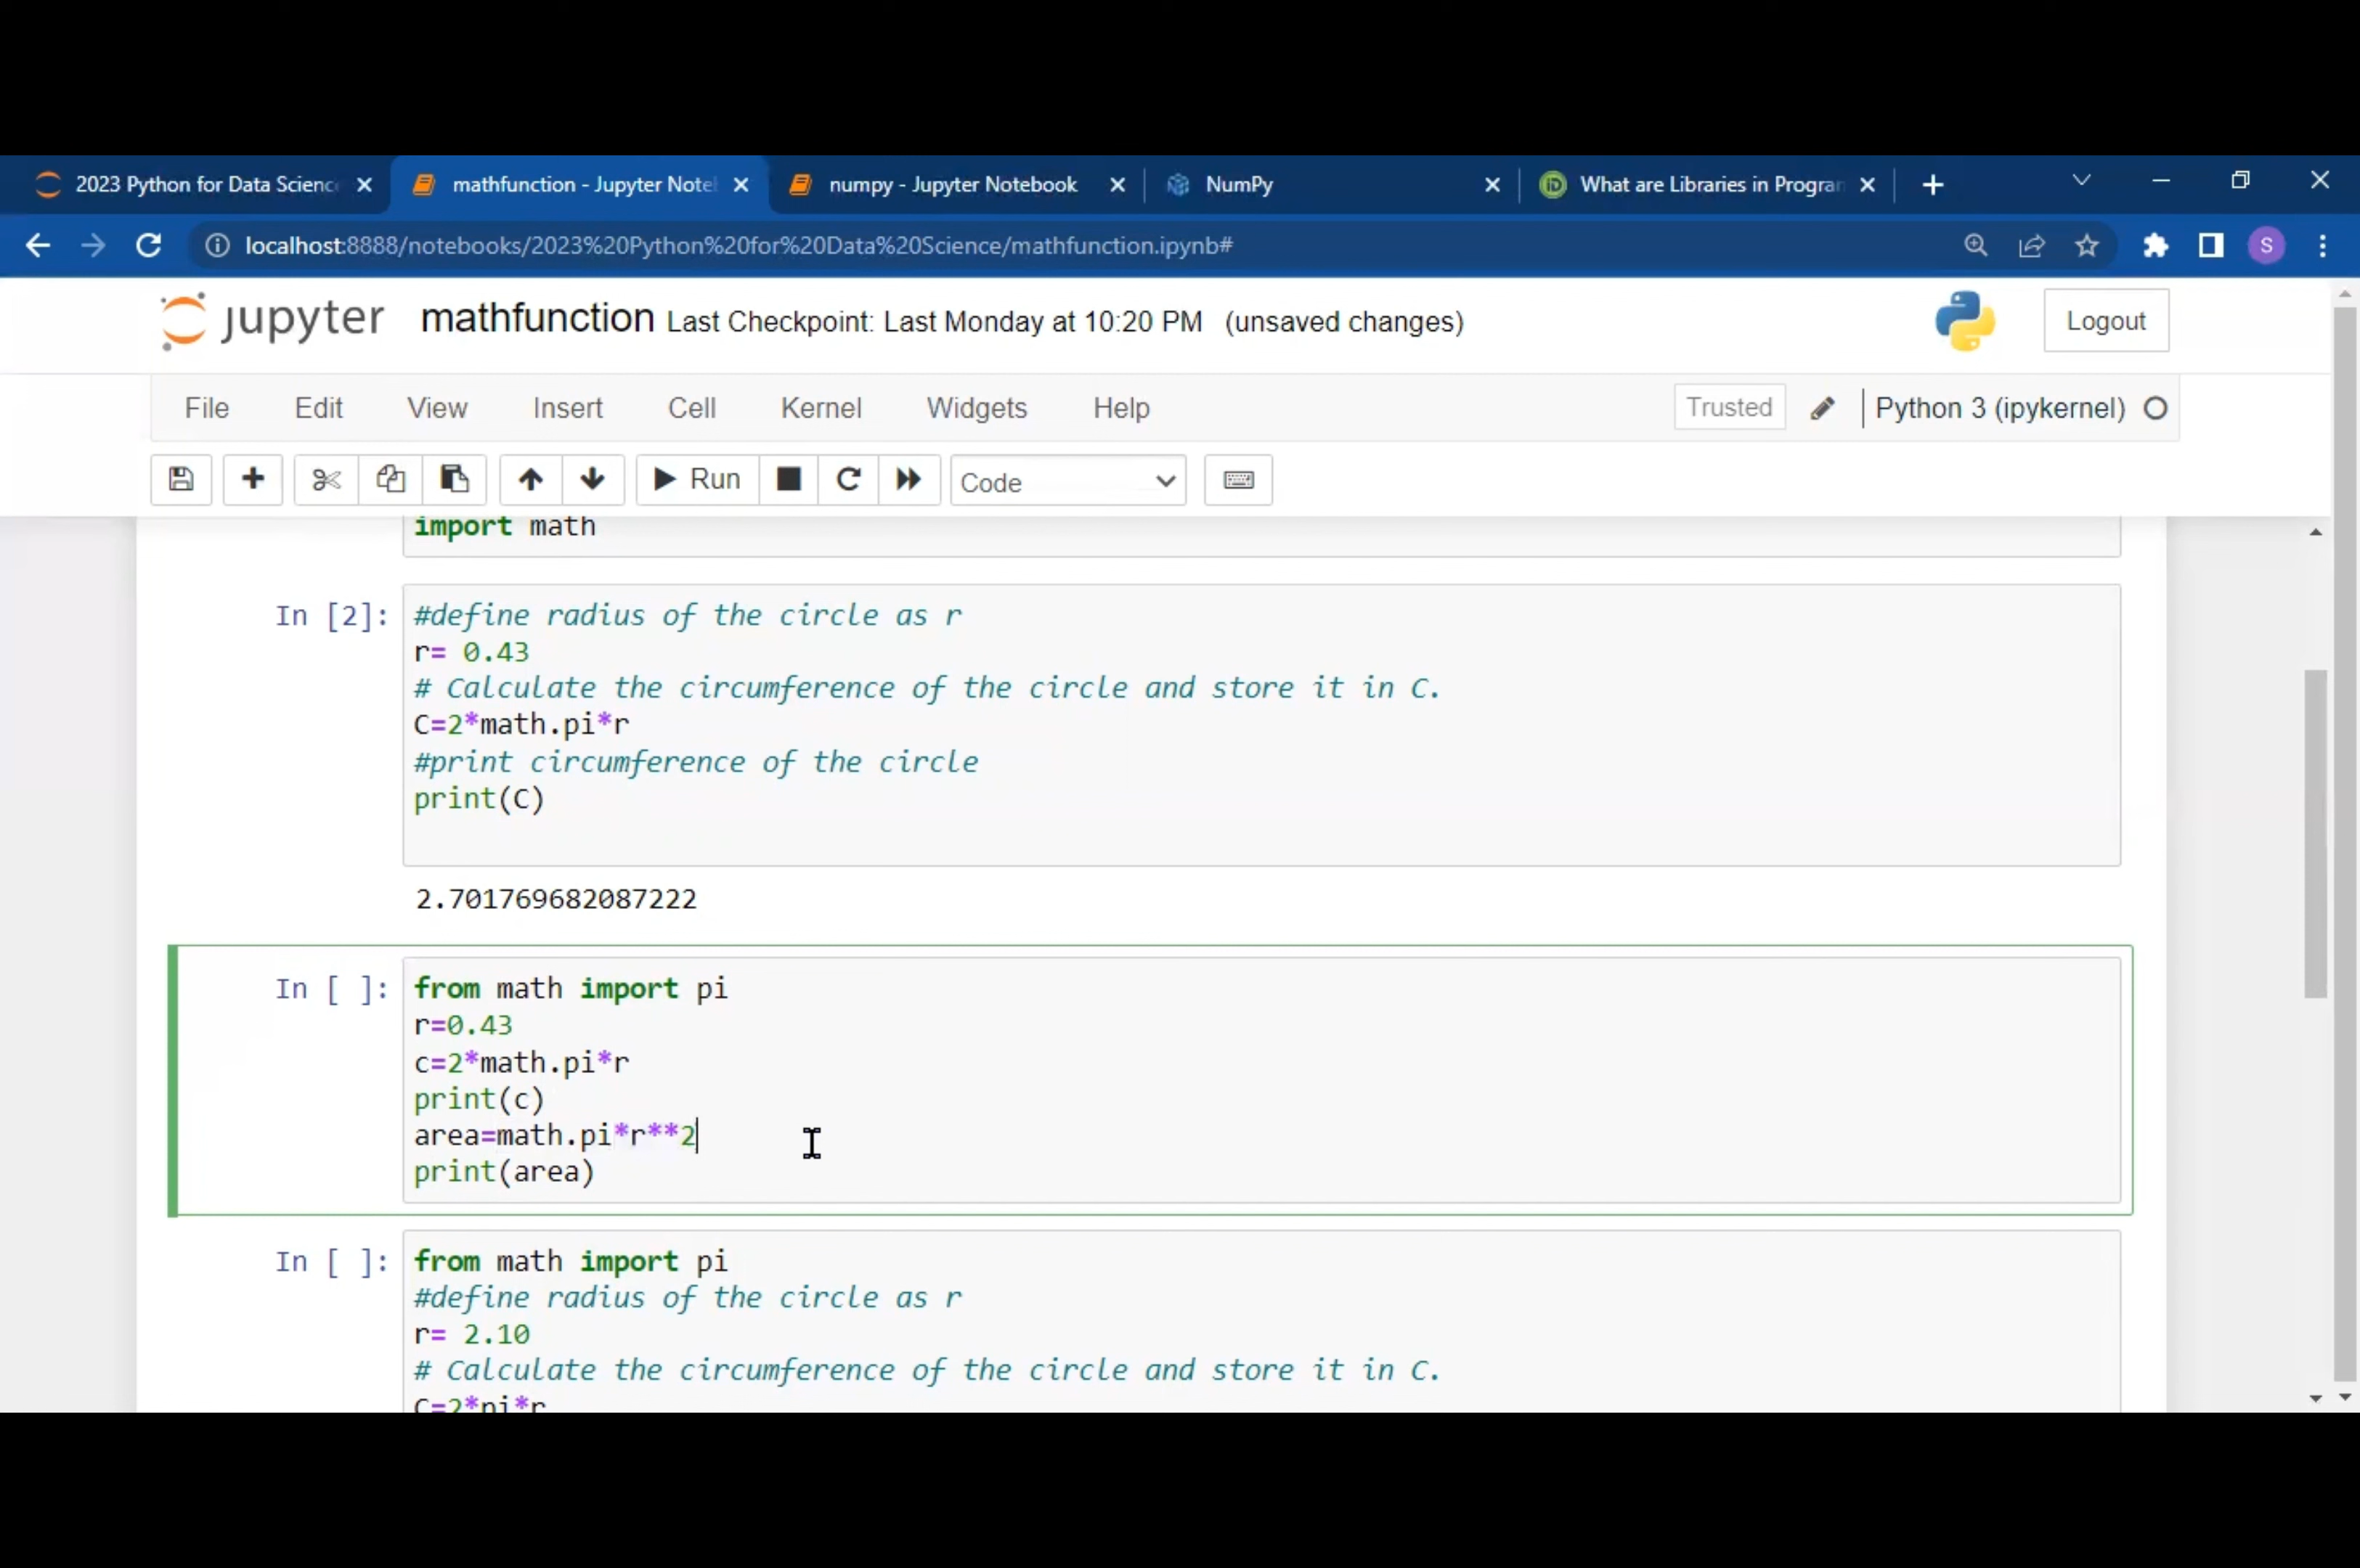 2023 Python for Data Science
mathfunction - Jupyter Note
numpy - Jupyter Notebook
NumPy
What are Libraries in Program
localhost:8888/notebooks/2023%20Python%20for%20Data%20Science/mathfunction.ipynb#
S
jupyter mathfunction Last Checkpoint: Last Monday at 10:20 PM (unsaved changes)
Logout
File Edit View Insert Cell Kernel Widgets Help
Trusted Python 3 (ipykernel)
Run Code
import math
In [2]: #define radius of the circle as r
r= 0.43
# Calculate the circumference of the circle and store it in C.
C=2*math.pi*r
#print circumference of the circle
print(C)
2.701769682087222
In [ ]: from math import pi
r=0.43
c=2*math.pi*r
print(c)
area=math.pi*r**2
print(area)
In [ ]: from math import pi
#define radius of the circle as r
r= 2.10
# Calculate the circumference of the circle and store it in C.
C=2*pi*r